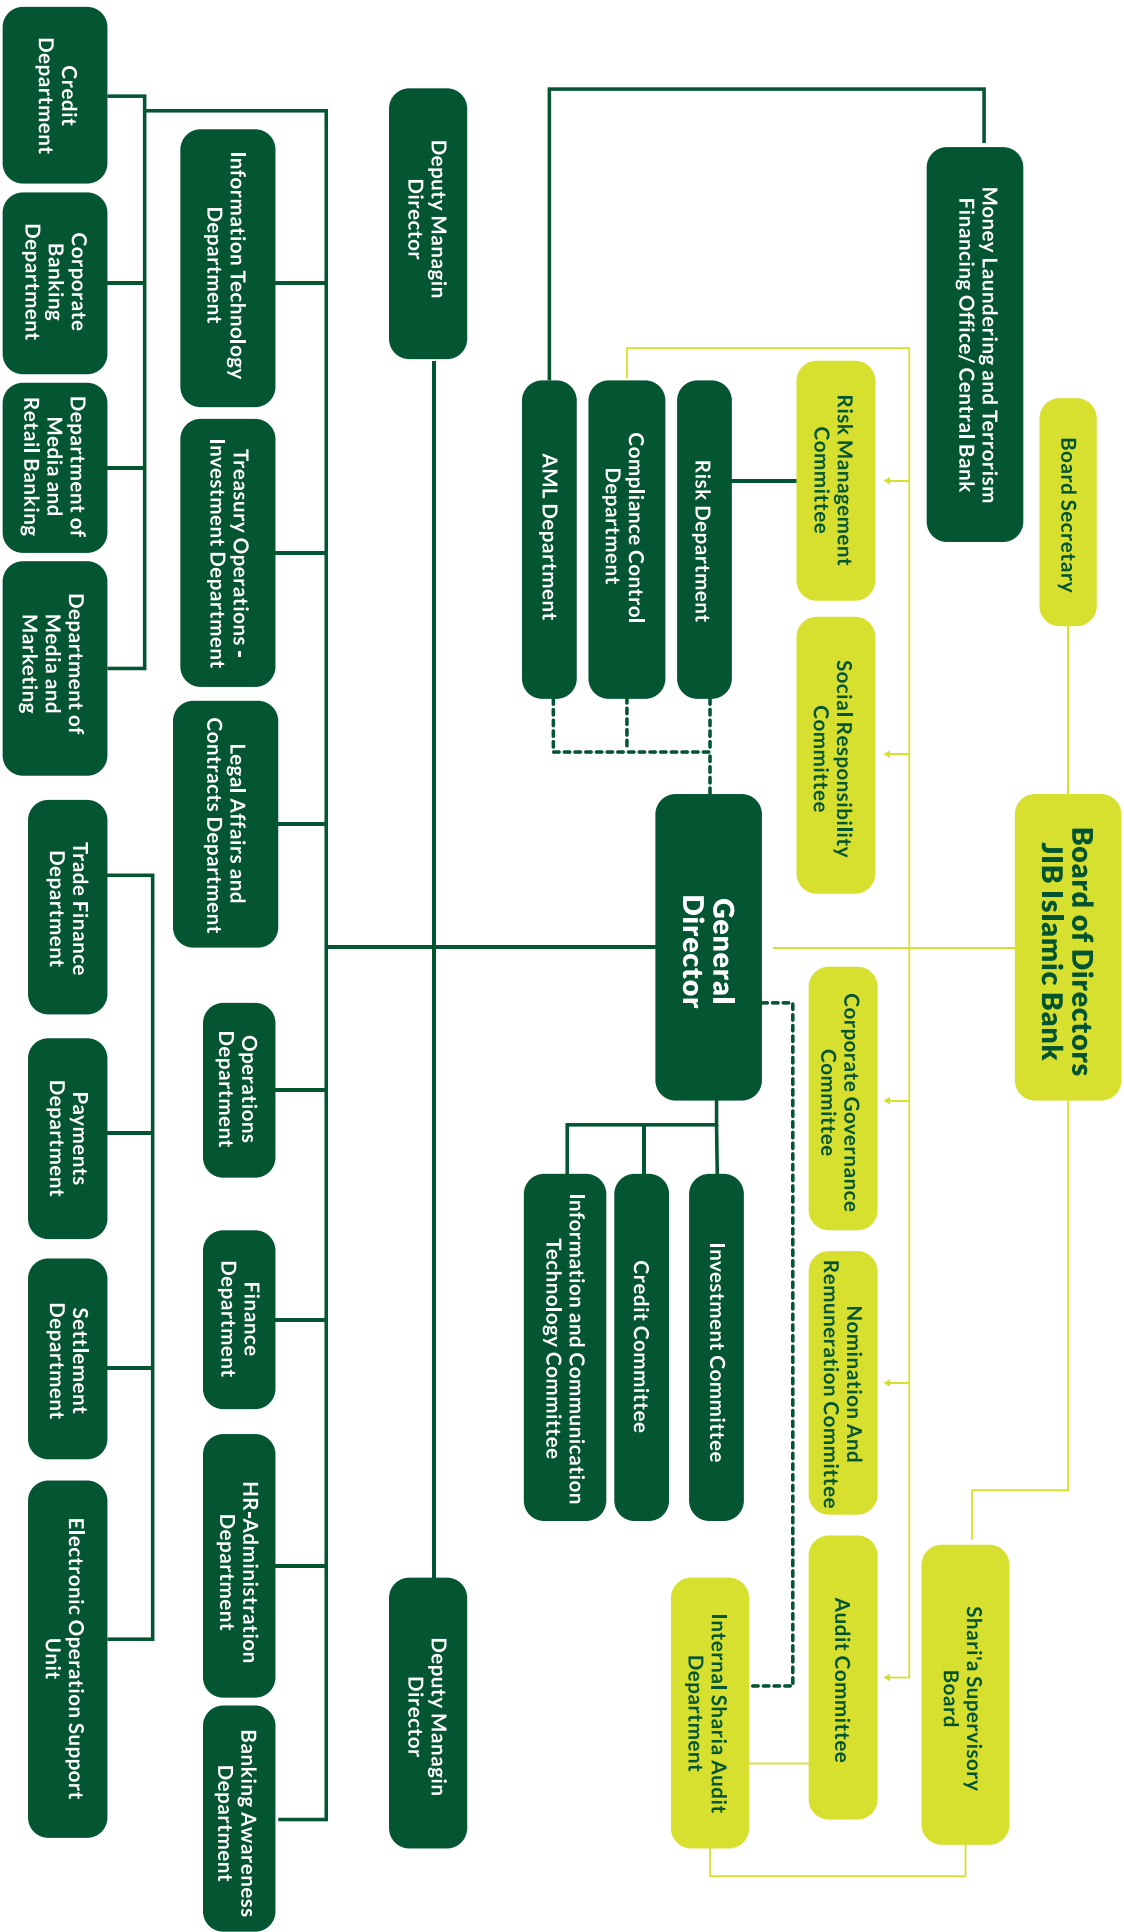 Board of Directors
JIB Islamic Bank
Board Secretary
Shari'a Supervisory
Board
Money Laundering and Terrorism
Financing Office/ Central Bank
Risk Management
Committee
Social Responsibility
Committee
Corporate Governance
Committee
Nomination And
Remuneration Committee
Audit Committee
Internal Sharia Audit
Department
General
Director
Risk Department
Compliance Control
Department
AML Department
Investment Committee
Credit Committee
Information and Communication
Technology Committee
Deputy Managin
Director
Deputy Managin
Director
Information Technology
Department
Treasury Operations -
Investment Department
Legal Affairs and
Contracts Department
Operations
Department
Finance
Department
HR-Administration
Department
Banking Awareness
Department
Credit
Department
Corporate
Banking
Department
Department of
Media and
Retail Banking
Department of
Media and
Marketing
Trade Finance
Department
Payments
Department
Settlement
Department
Electronic Operation Support
Unit